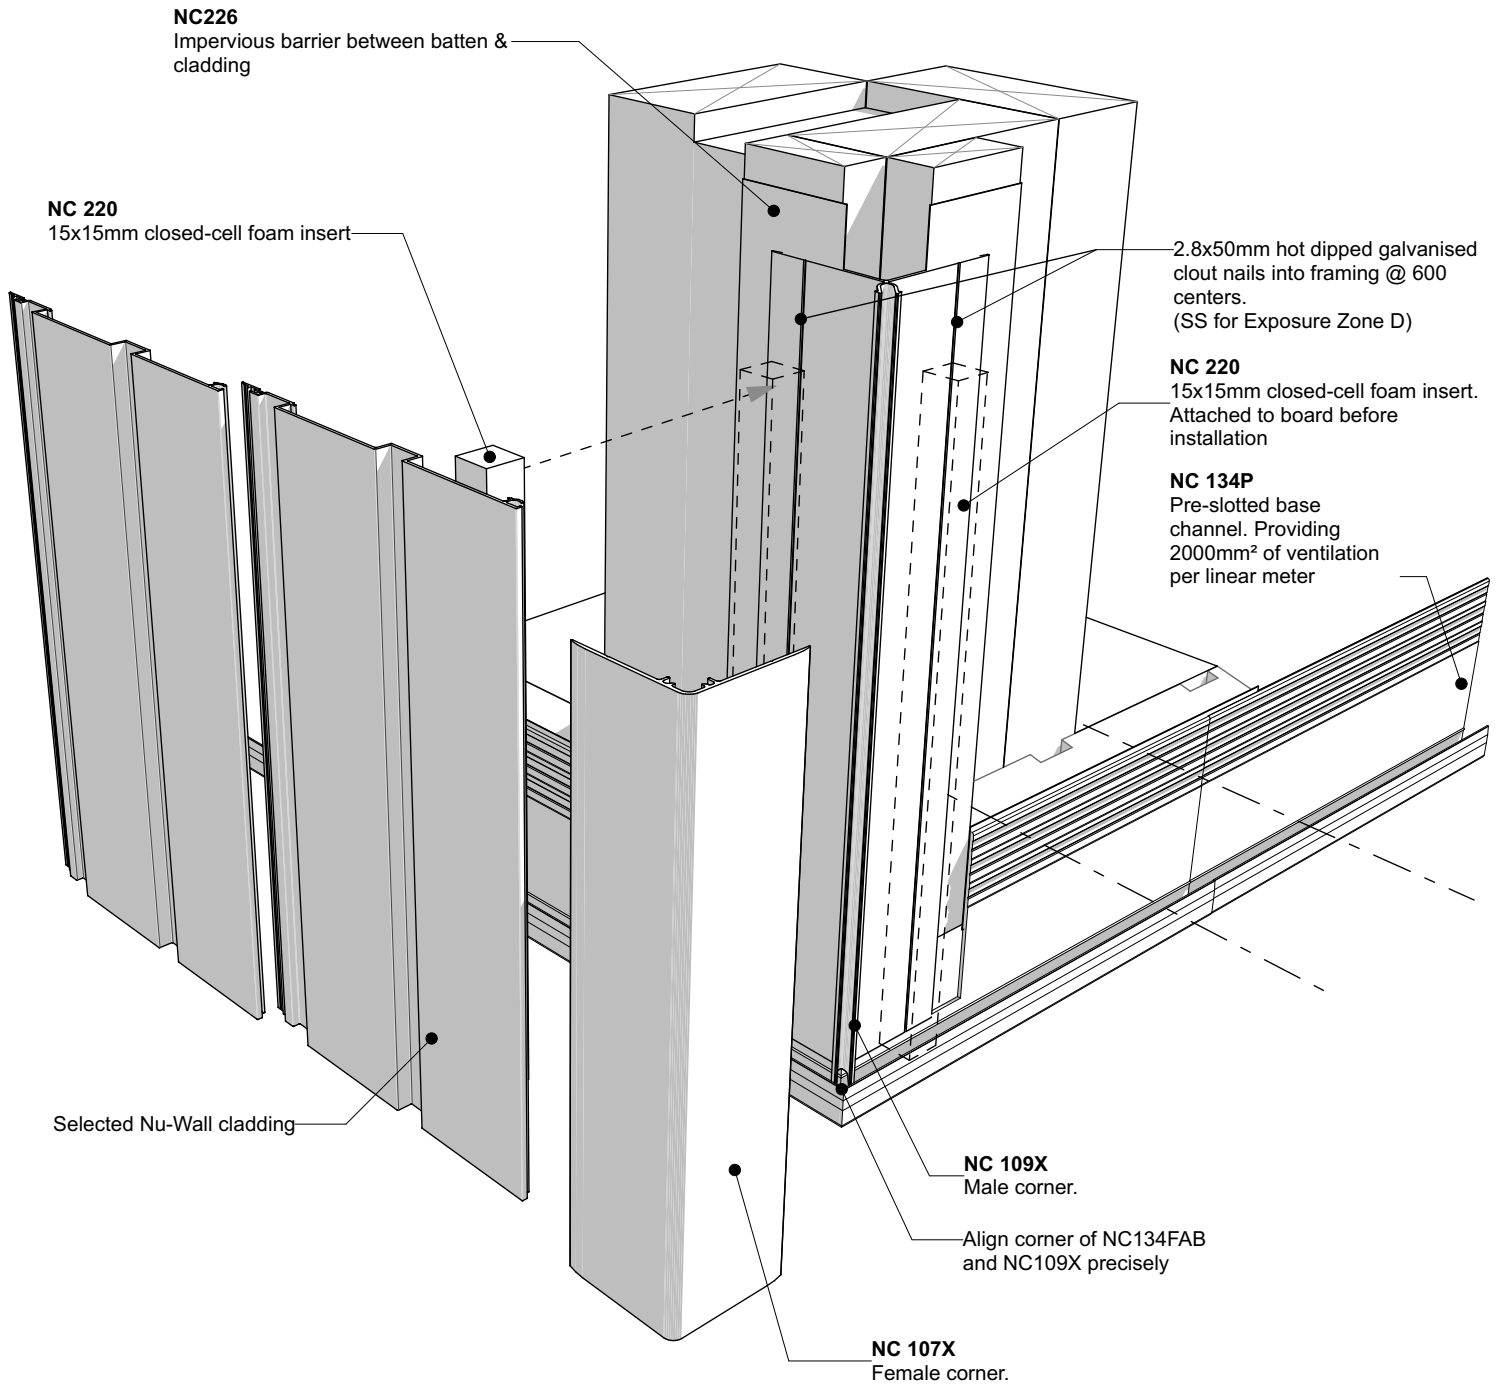 NC226
Impervious barrier between batten &
cladding
NC 220
15x15mm closed-cell foam insert
2.8x50mm hot dipped galvanised
clout nails into framing @ 600
centers.
(SS for Exposure Zone D)
NC 220
15x15mm closed-cell foam insert.
Attached to board before
installation
NC 134P
Pre-slotted base
channel. Providing
2000mm² of ventilation
per linear meter
Selected Nu-Wall cladding
NC 109X
Male corner.
Align corner of NC134FAB
and NC109X precisely
NC 107X
Female corner.